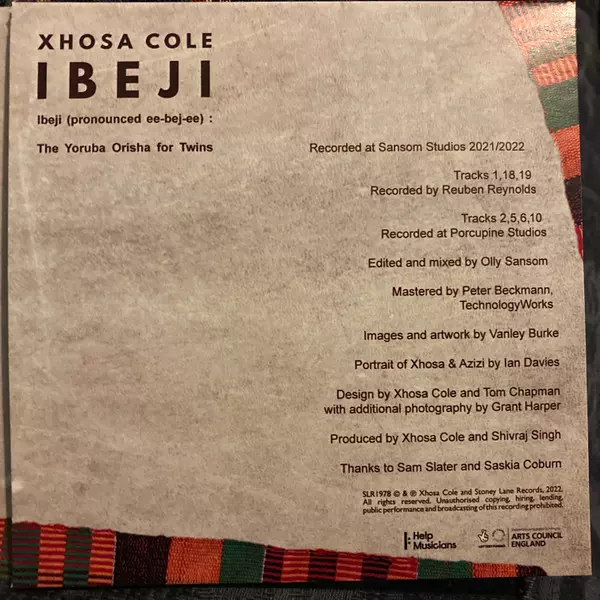 XHOSA COLE
IBEJI
Ibeji (pronounced ee-bej-ee) :
The Yoruba Orisha for Twins
Recorded at Sansom Studios 2021/2022
Tracks 1,18,19
Recorded by Reuben Reynolds
Tracks 2,5,6,10
Recorded at Porcupine Studios
Edited and mixed by Olly Sansom
Mastered by Peter Beckmann,
TechnologyWorks
Images and artwork by Vanley Burke
Portrait of Xhosa & Azizi by Ian Davies
Design by Xhosa Cole and Tom Chapman
with additional photography by Grant Harper
Produced by Xhosa Cole and Shivraj Singh
Thanks to Sam Slater and Saskia Coburn
SLR1978 © & ℗ Xhosa Cole and Stoney Lane Records, 2022.
All rights reserved. Unauthorised copying, hiring, lending,
public performance and broadcasting of this recording prohibited.
Help
Musicians
ARTS COUNCIL
ENGLAND